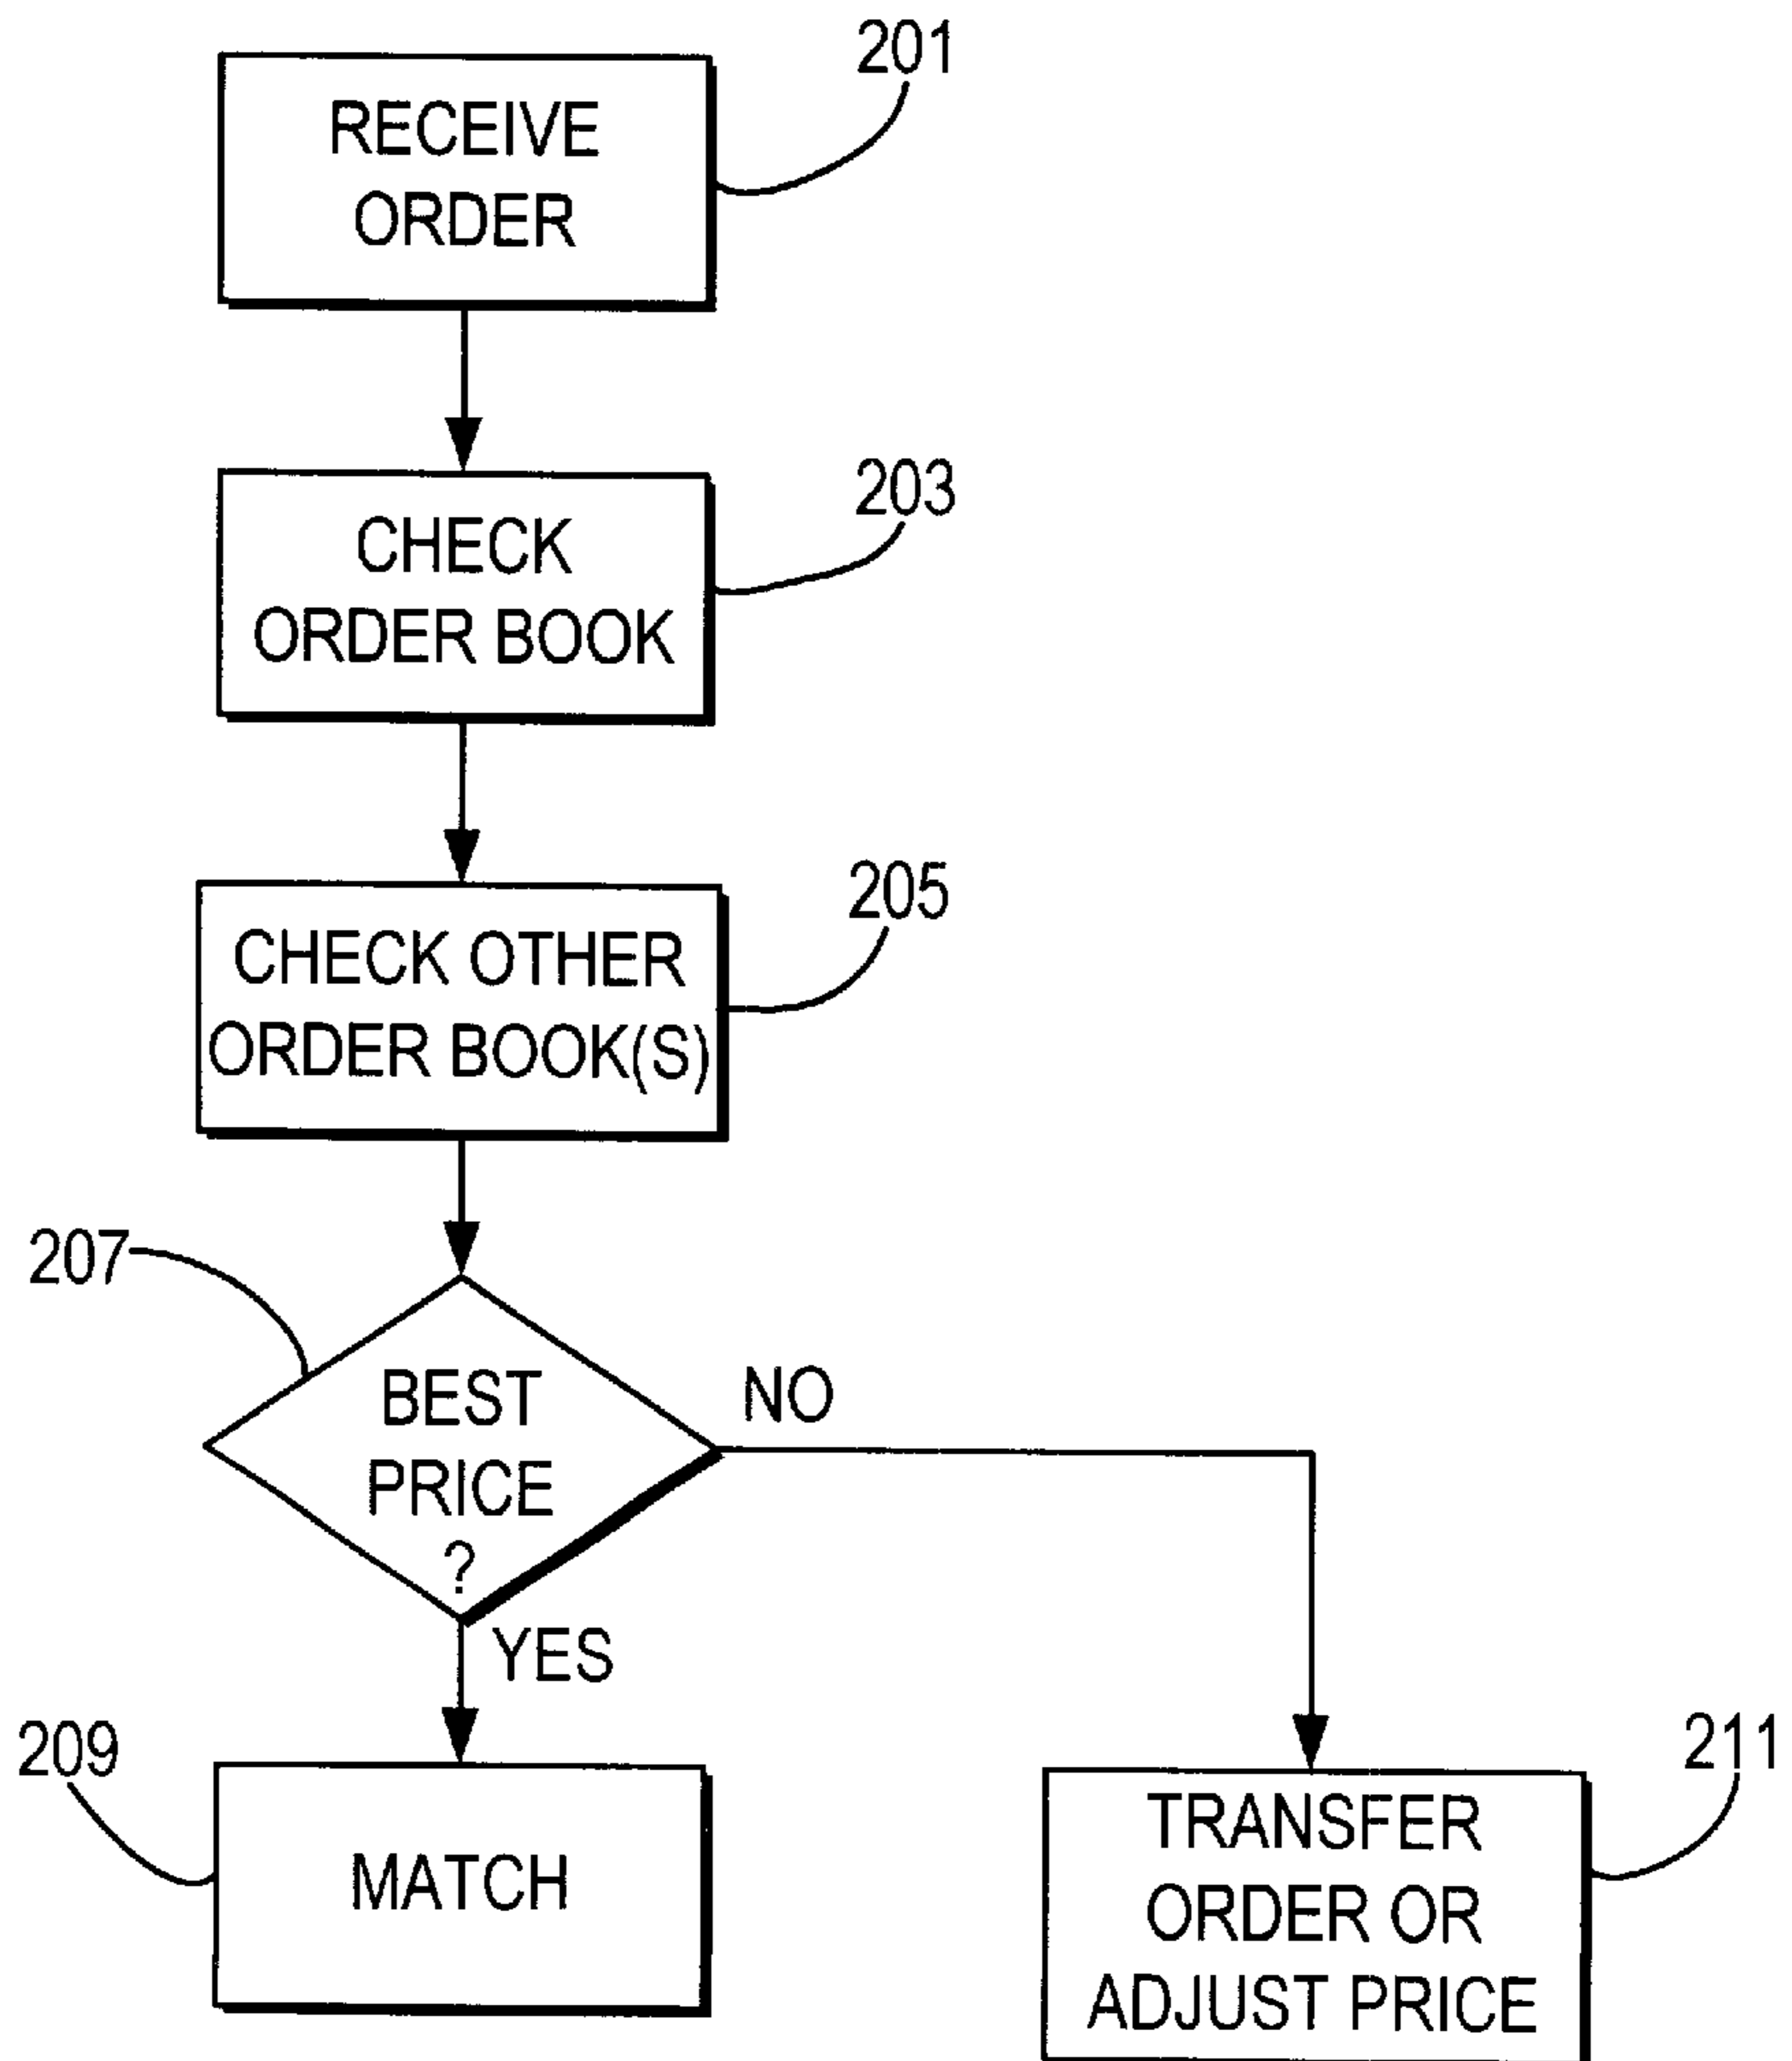 201
RECEIVE
ORDER
203
CHECK
ORDER BOOK
205
CHECK OTHER
ORDER BOOK(S)
207
BEST
PRICE
?
NO
YES
209
MATCH
211
TRANSFER
ORDER OR
ADJUST PRICE